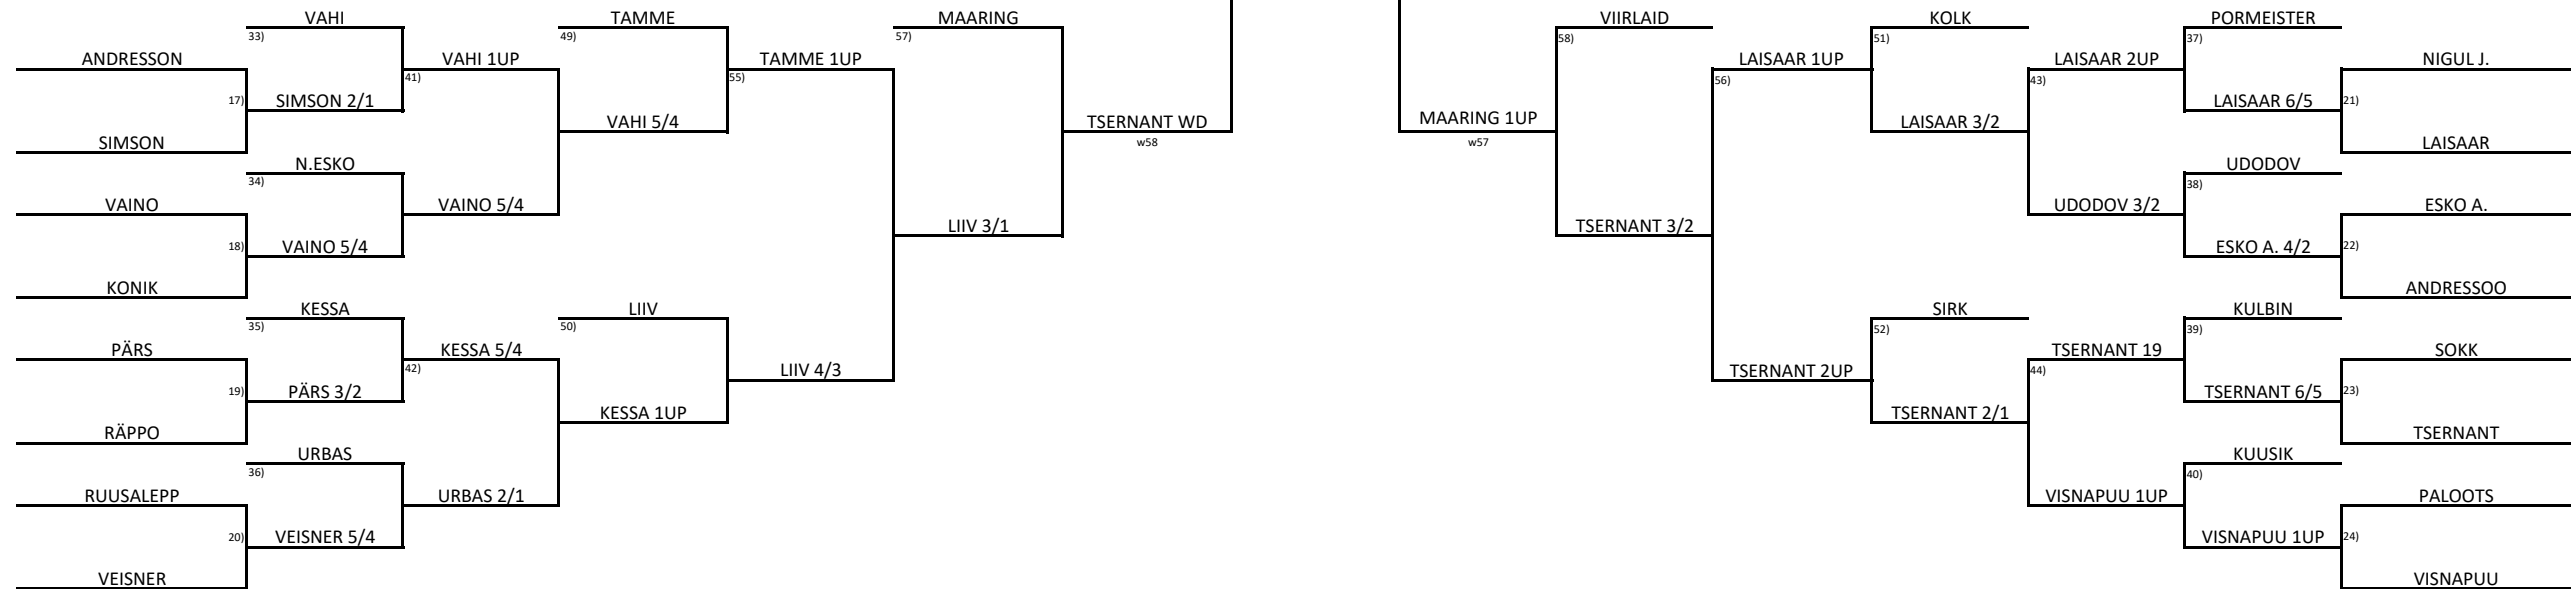 VAHI TAMME MAARING VIIRLAID KOLK PORMEISTER
33) 49) 57) 58) 51) 37)
ANDRESSON VAHI 1UP TAMME 1UP LAISAAR 1UP LAISAAR 2UP NIGUL J.
41) 55) 56) 43)
17) SIMSON 2/1 LAISAAR 6/5 21)
VAHI 5/4 TSERNANT WD MAARING 1UP LAISAAR 3/2
SIMSON w58 w57 LAISAAR
N.ESKO UDODOV
34) 38)
VAINO VAINO 5/4 UDODOV 3/2 ESKO A.
LIIV 3/1 TSERNANT 3/2
18) VAINO 5/4 ESKO A. 4/2 22)
KONIK ANDRESSOO
KESSA LIIV SIRK KULBIN
35) 50) 52) 39)
PÄRS KESSA 5/4 TSERNANT 19 SOKK
42) LIIV 4/3 TSERNANT 2UP 44)
19) PÄRS 3/2 TSERNANT 6/5 23)
KESSA 1UP TSERNANT 2/1
RÄPPO TSERNANT
URBAS KUUSIK
36) 40)
RUUSALEPP URBAS 2/1 VISNAPUU 1UP PALOOTS
20) VEISNER 5/4 VISNAPUU 1UP 24)
VEISNER VISNAPUU